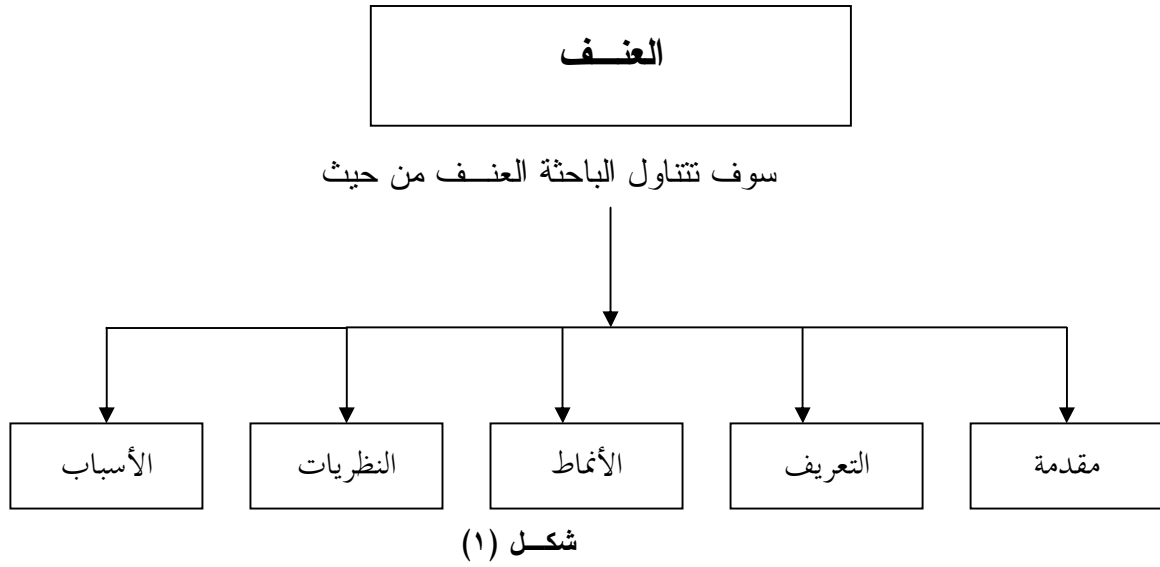 العنـــف
سوف تتناول الباحثة العنـــف من حيث
مقدمة
التعريف
الأنماط
النظريات
الأسباب
شكـــل (١)